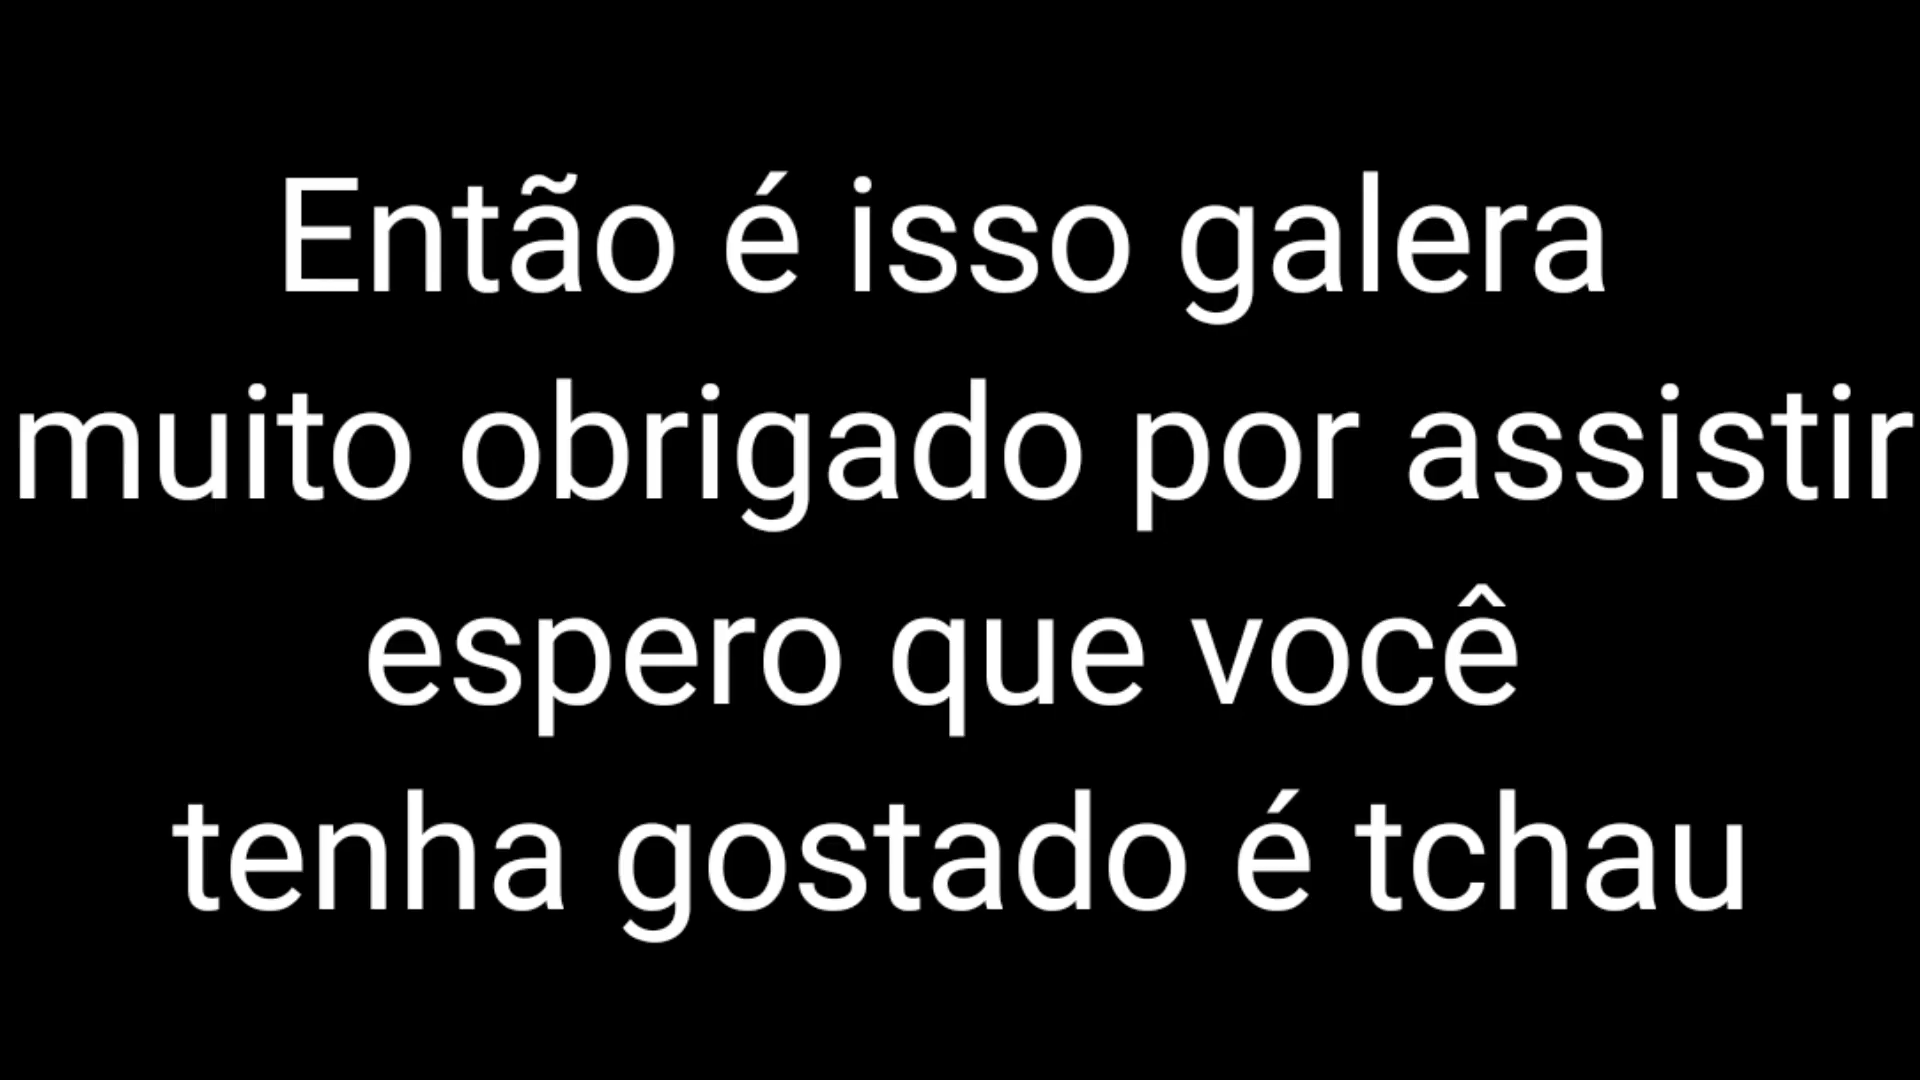 Então é isso galera
muito obrigado por assistir
espero que você
tenha gostado é tchau